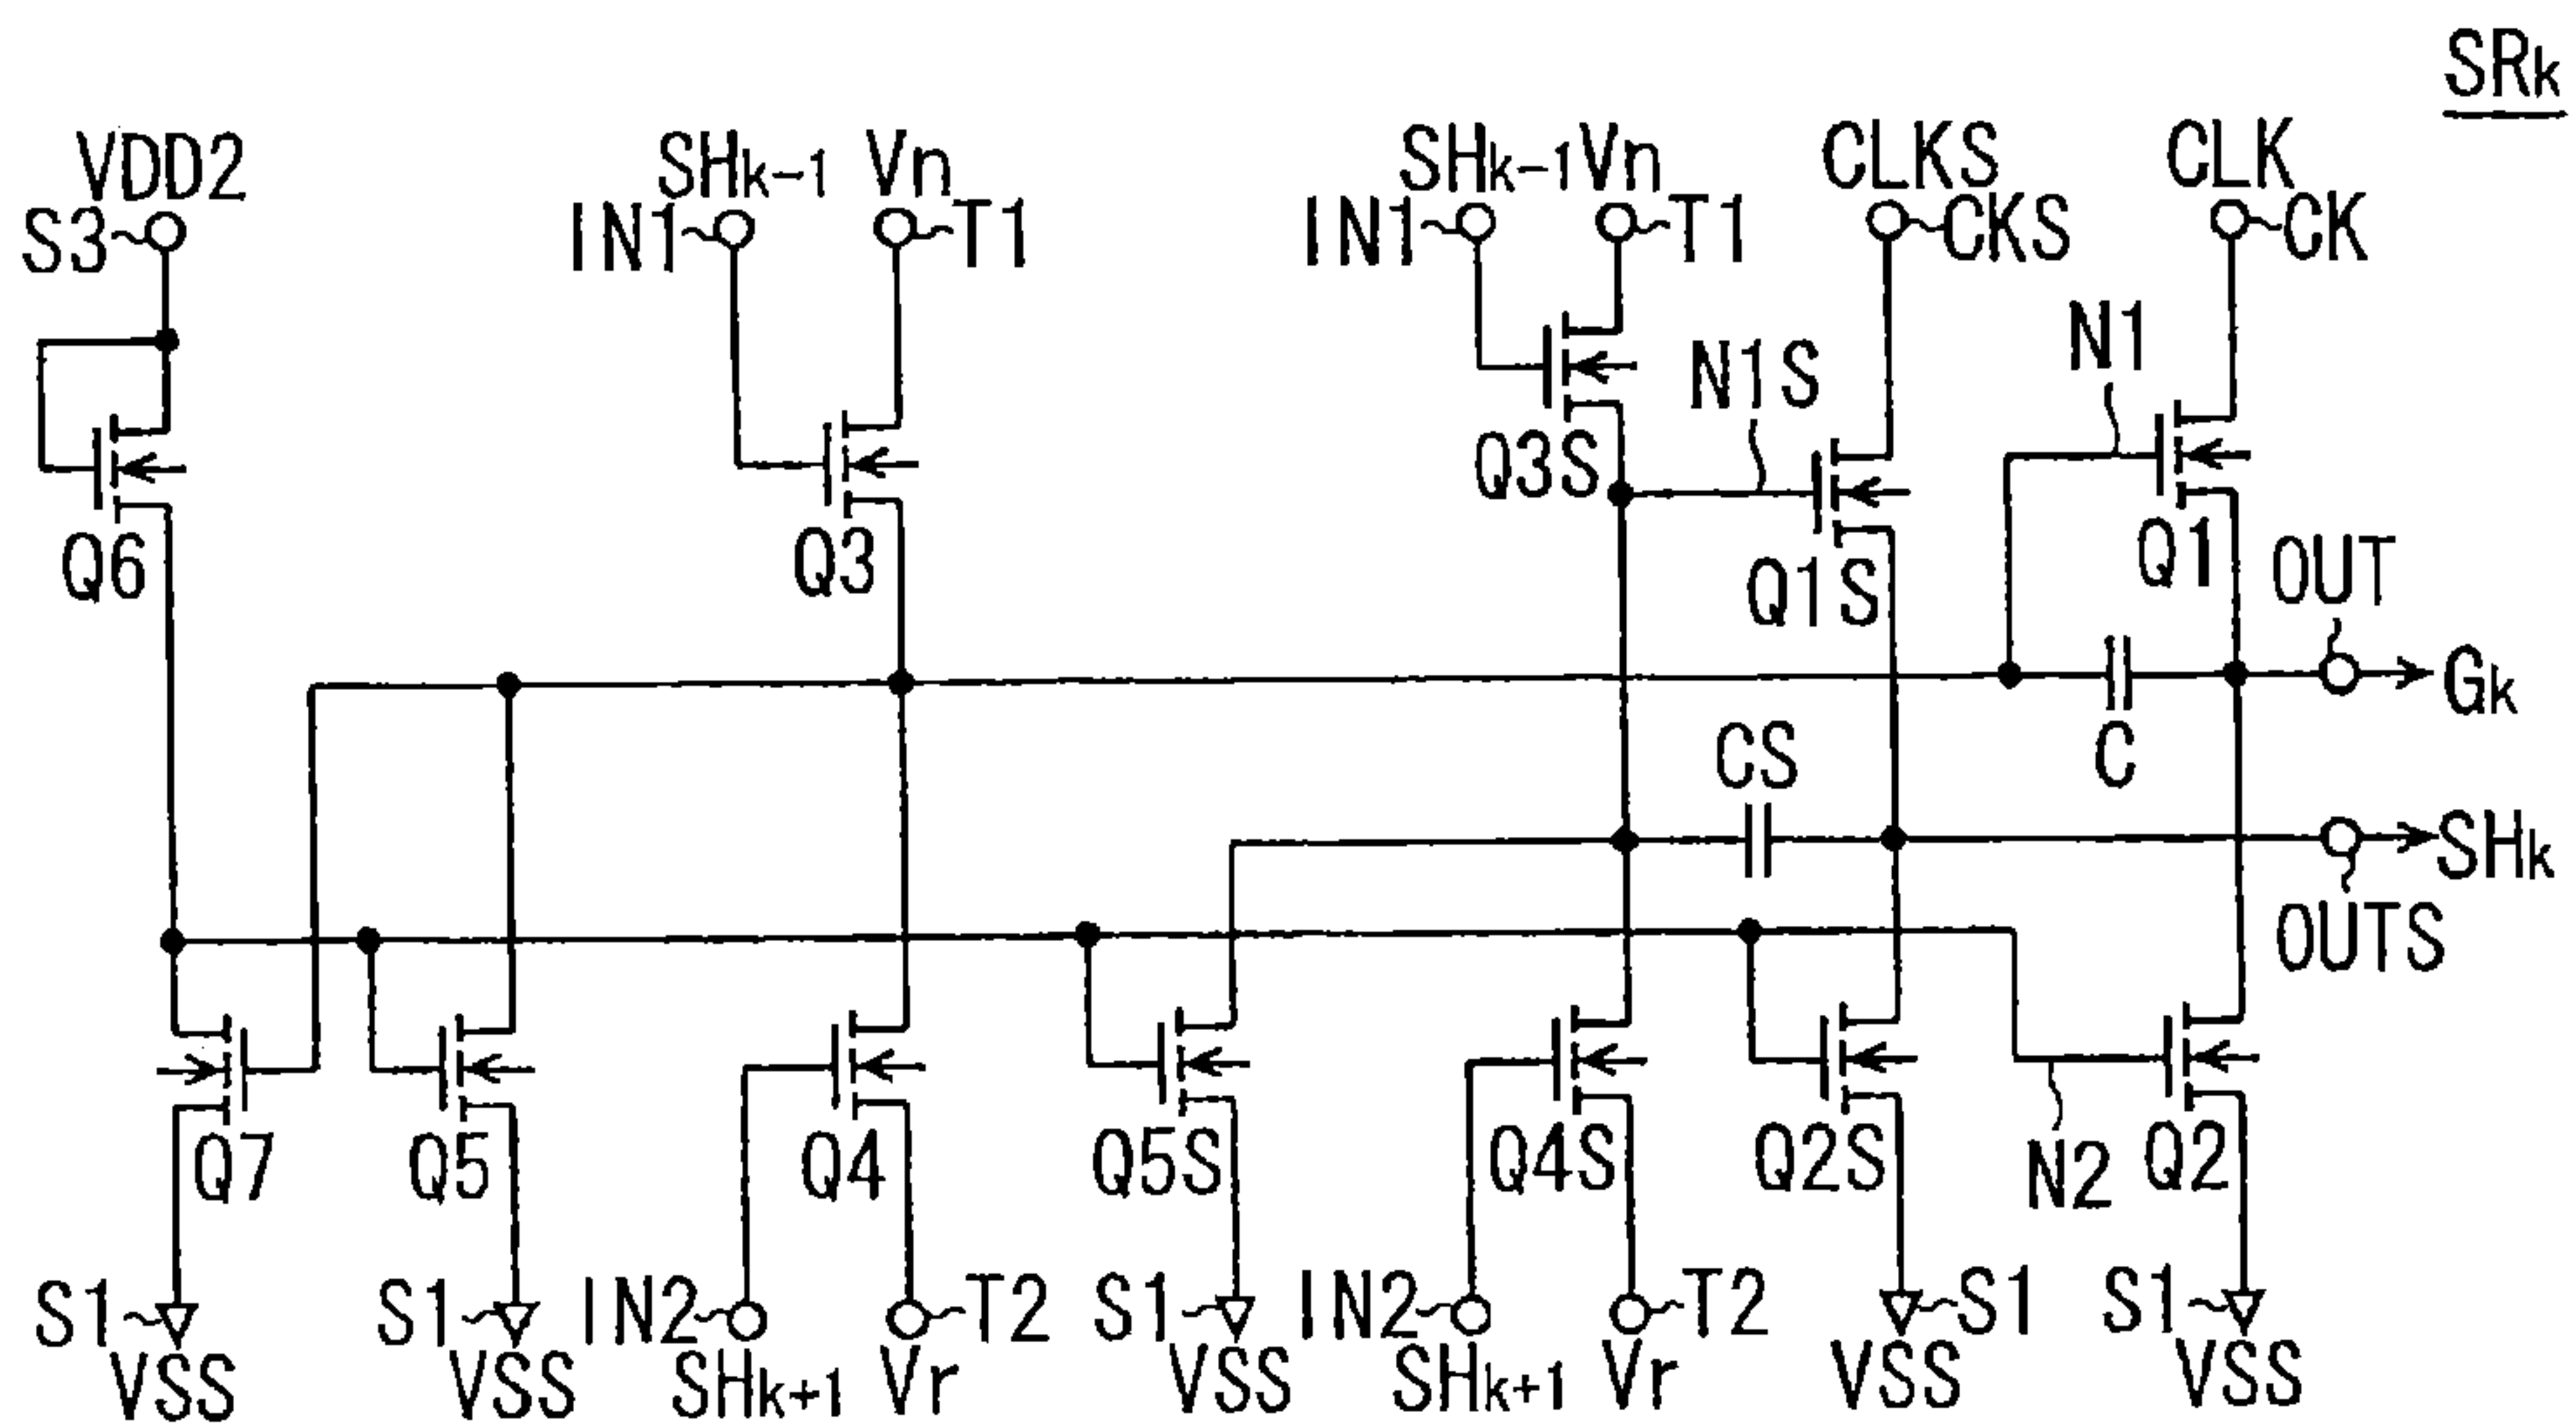 SRk
VDD2
S3
SHk-1 Vn
IN1 T1
SHk-1 Vn
IN1 T1
CLKS
CKS
CLK
CK
N1S
N1
Q6
Q3
Q3S
Q1S
Q1
OUT
Gk
C
CS
SHk
OUTS
Q7
Q5
Q4
Q5S
Q4S
Q2S
N2
Q2
S1
VSS
S1
VSS
IN2 T2
SHk+1 Vr
S1
VSS
IN2 T2
SHk+1 Vr
S1
VSS
S1
VSS